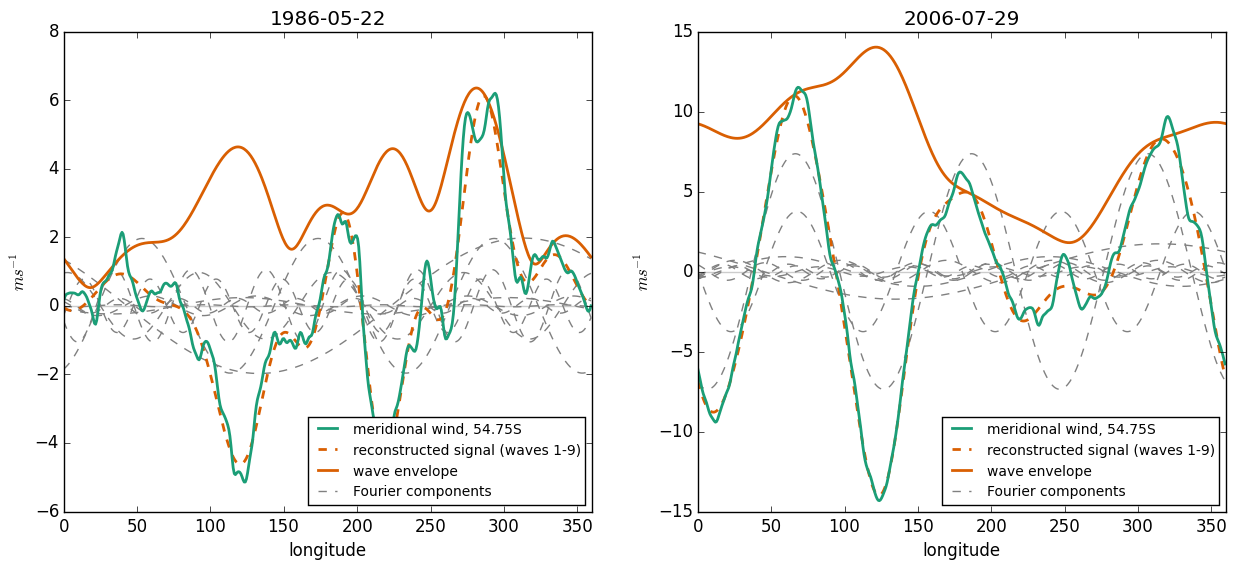 1986-05-22
8
6
4
2
0
−2
−4
−6
ms⁻¹
0 50 100 150 200 250 300 350
longitude
meridional wind, 54.75S
reconstructed signal (waves 1-9)
wave envelope
Fourier components
2006-07-29
15
10
5
0
−5
−10
−15
ms⁻¹
0 50 100 150 200 250 300 350
longitude
meridional wind, 54.75S
reconstructed signal (waves 1-9)
wave envelope
Fourier components